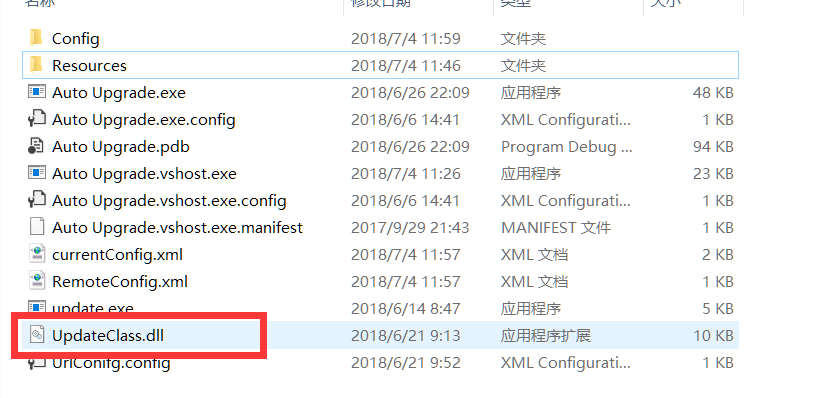 名称 修改日期 类型 大小
Config 2018/7/4 11:59 文件夹
Resources 2018/7/4 11:46 文件夹
Auto Upgrade.exe 2018/6/26 22:09 应用程序 48 KB
Auto Upgrade.exe.config 2018/6/6 14:41 XML Configurati... 1 KB
Auto Upgrade.pdb 2018/6/26 22:09 Program Debug ... 94 KB
Auto Upgrade.vshost.exe 2018/7/4 11:26 应用程序 23 KB
Auto Upgrade.vshost.exe.config 2018/6/6 14:41 XML Configurati... 1 KB
Auto Upgrade.vshost.exe.manifest 2017/9/29 21:43 MANIFEST 文件 1 KB
currentConfig.xml 2018/7/4 11:57 XML 文档 2 KB
RemoteConfig.xml 2018/7/4 11:57 XML 文档 1 KB
update.exe 2018/6/14 8:47 应用程序 5 KB
UpdateClass.dll 2018/6/21 9:13 应用程序扩展 10 KB
UrlConifg.config 2018/6/21 9:52 XML Configurati... 1 KB